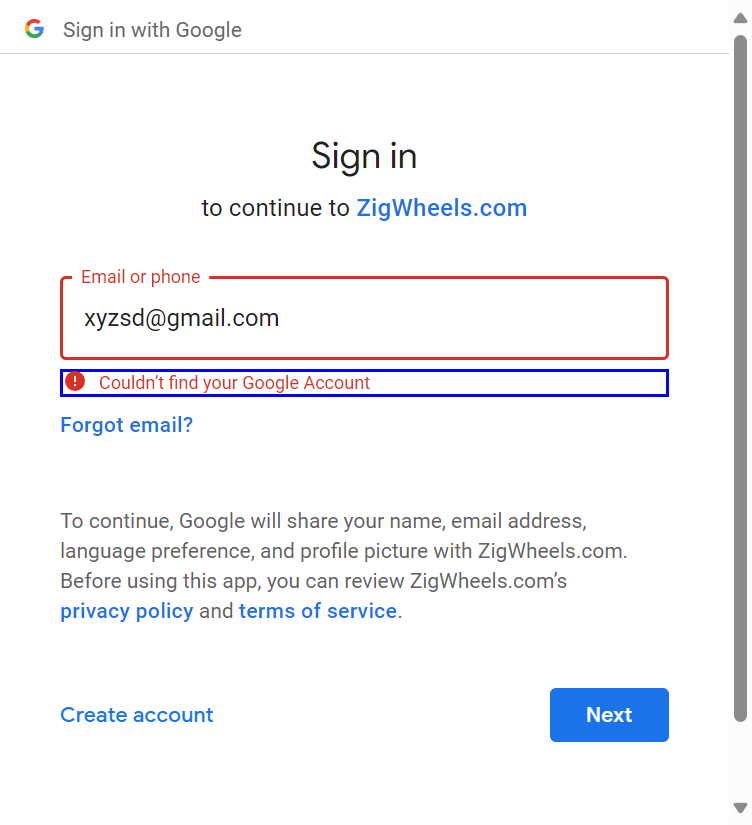 Sign in with Google
Sign in
to continue to ZigWheels.com
Email or phone
xyzsd@gmail.com
Couldn’t find your Google Account
Forgot email?
To continue, Google will share your name, email address,
language preference, and profile picture with ZigWheels.com.
Before using this app, you can review ZigWheels.com’s
privacy policy and terms of service.
Create account
Next